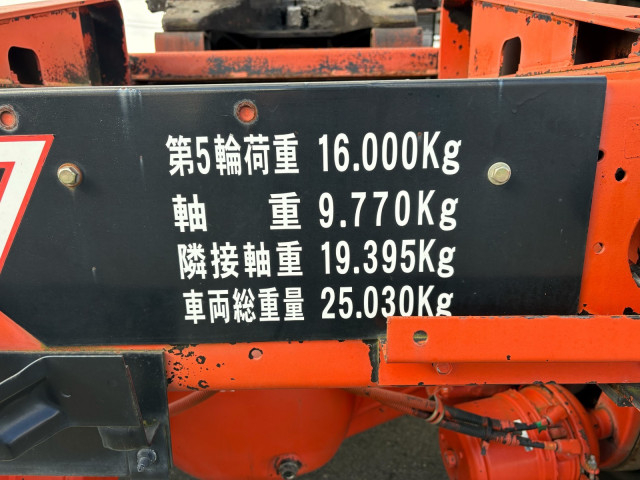 第5輪荷重 16.000Kg
軸 重 9.770Kg
隣接軸重 19.395Kg
車両総重量 25.030Kg